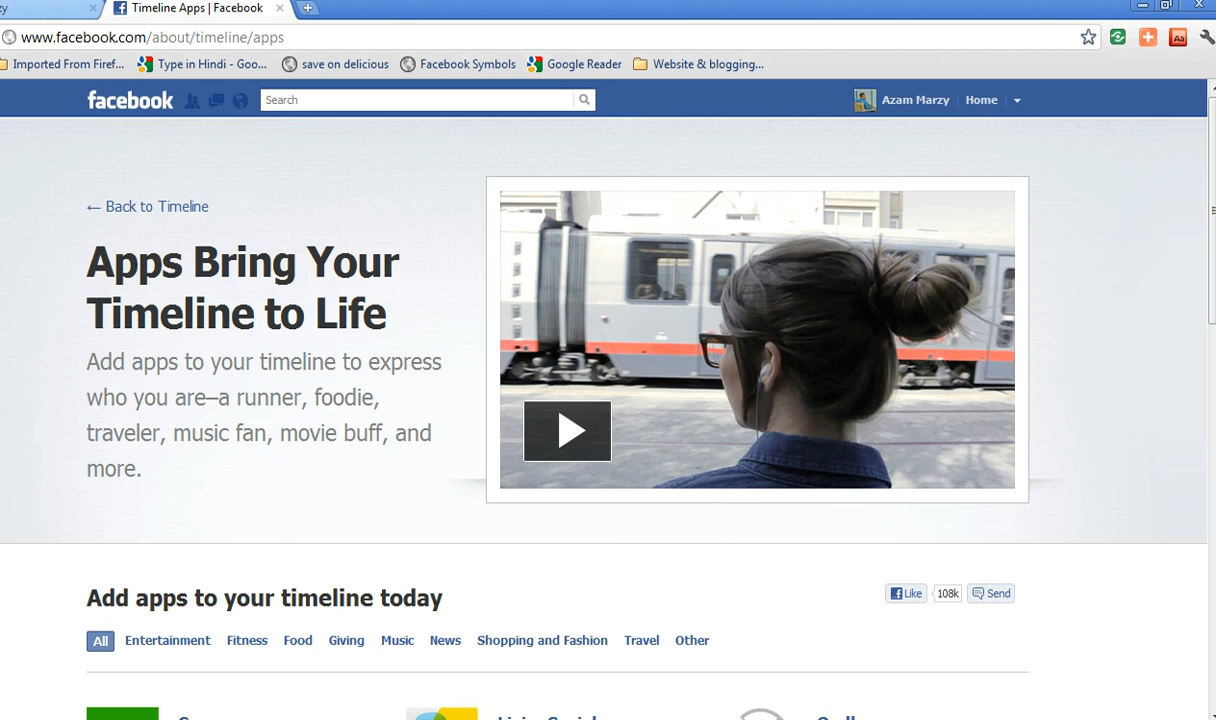 Timeline Apps | Facebook
www.facebook.com/about/timeline/apps
Imported From Firef...
Type in Hindi - Goo...
save on delicious
Facebook Symbols
Google Reader
Website & blogging...
facebook
Search
Azam Marzy
Home
← Back to Timeline
Apps Bring Your
Timeline to Life
Add apps to your timeline to express
who you are–a runner, foodie,
traveler, music fan, movie buff, and
more.
Add apps to your timeline today
Like
108k
Send
All Entertainment Fitness Food Giving Music News Shopping and Fashion Travel Other